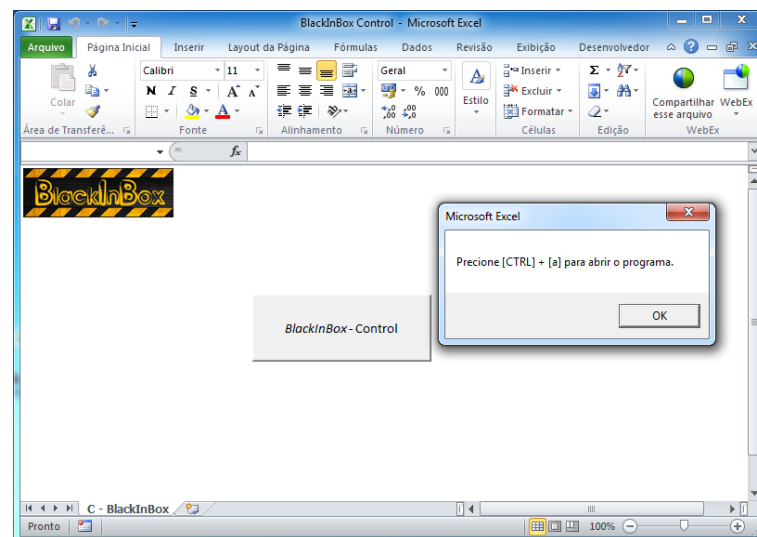 BlackInBox Control - Microsoft Excel
Arquivo Página Inicial Inserir Layout da Página Fórmulas Dados Revisão Exibição Desenvolvedor
Colar
Área de Transferê...
Calibri 11
N I S A A
A
Fonte
Alinhamento
Geral
% 000
,00 ,0
Número
Estilo
Inserir
Excluir
Formatar
Células
Σ
Edição
Compartilhar esse arquivo
WebEx
WebEx
fx
BlackInBox
Microsoft Excel
Precione [CTRL] + [a] para abrir o programa.
OK
BlackInBox - Control
C - BlackInBox
Pronto 100%